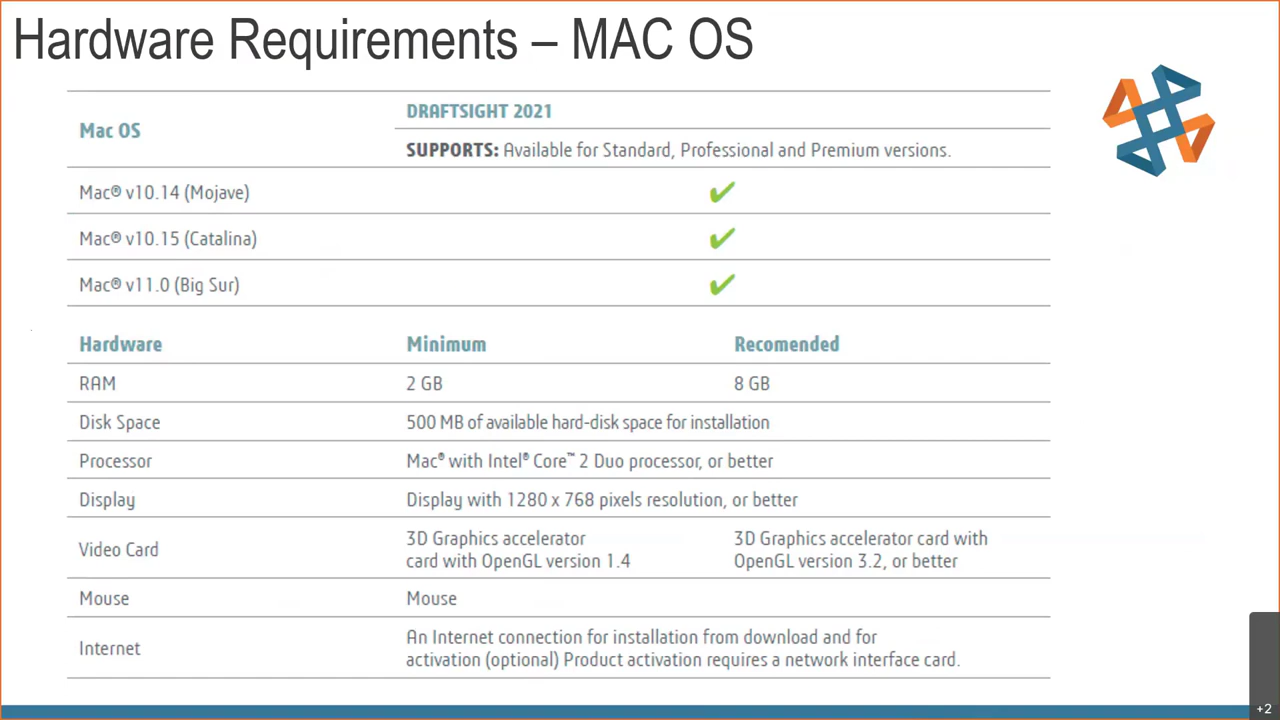 Hardware Requirements – MAC OS
Mac OS
DRAFTSIGHT 2021
SUPPORTS: Available for Standard, Professional and Premium versions.
Mac® v10.14 (Mojave) ✔
Mac® v10.15 (Catalina) ✔
Mac® v11.0 (Big Sur) ✔
Hardware Minimum Recomended
RAM 2 GB 8 GB
Disk Space 500 MB of available hard-disk space for installation
Processor Mac® with Intel® Core™ 2 Duo processor, or better
Display Display with 1280 x 768 pixels resolution, or better
Video Card
3D Graphics accelerator
card with OpenGL version 1.4
3D Graphics accelerator card with
OpenGL version 3.2, or better
Mouse Mouse
Internet
An Internet connection for installation from download and for
activation (optional) Product activation requires a network interface card.
+2